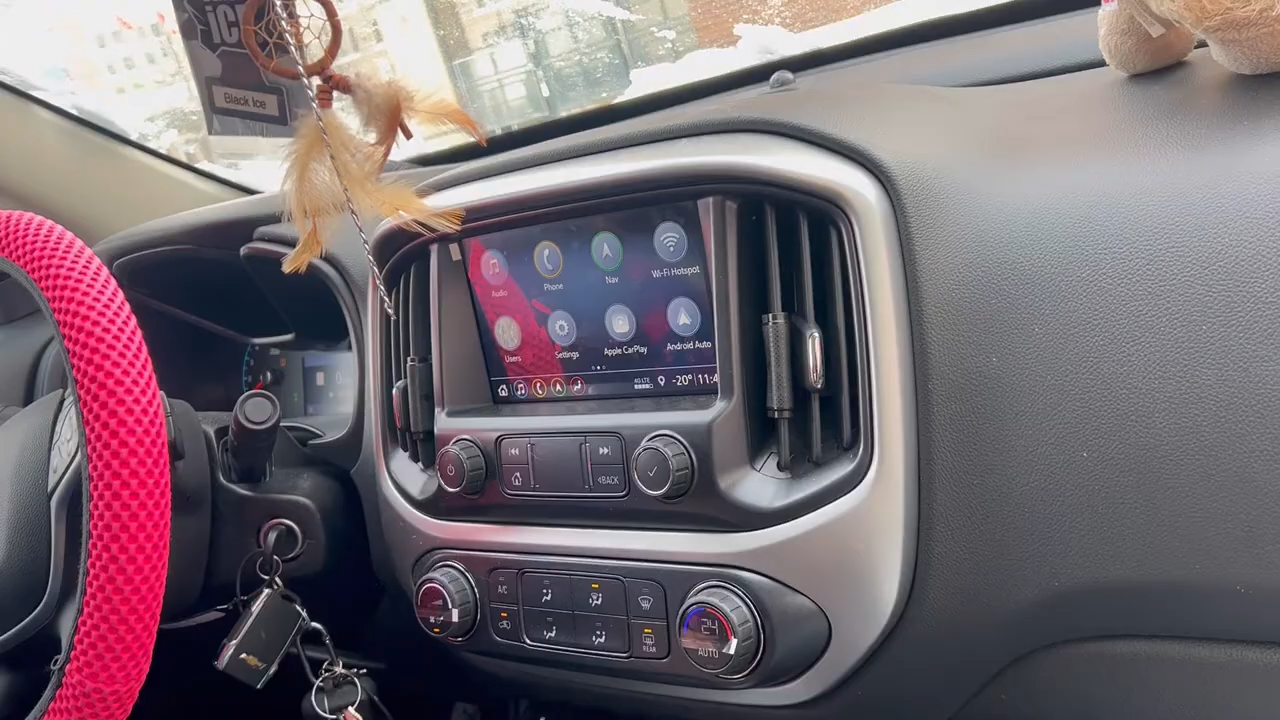 Black Ice
Audio
Phone
Nav
Wi-Fi Hotspot
Users
Settings
Apple CarPlay
Android Auto
4G LTE
-20°
BACK
A/C
REAR
24
AUTO